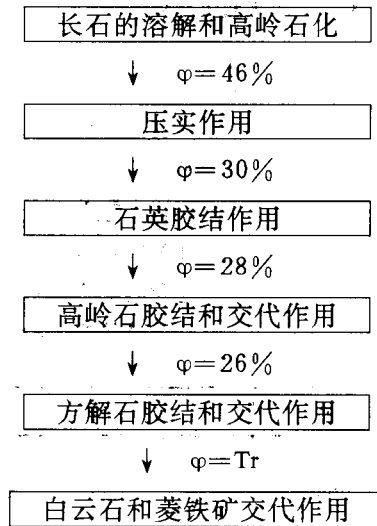 长石的溶解和高岭石化
↓ φ=46%
压实作用
↓ φ=30%
石英胶结作用
↓ φ=28%
高岭石胶结和交代作用
↓ φ=26%
方解石胶结和交代作用
↓ φ=Tr
白云石和菱铁矿交代作用